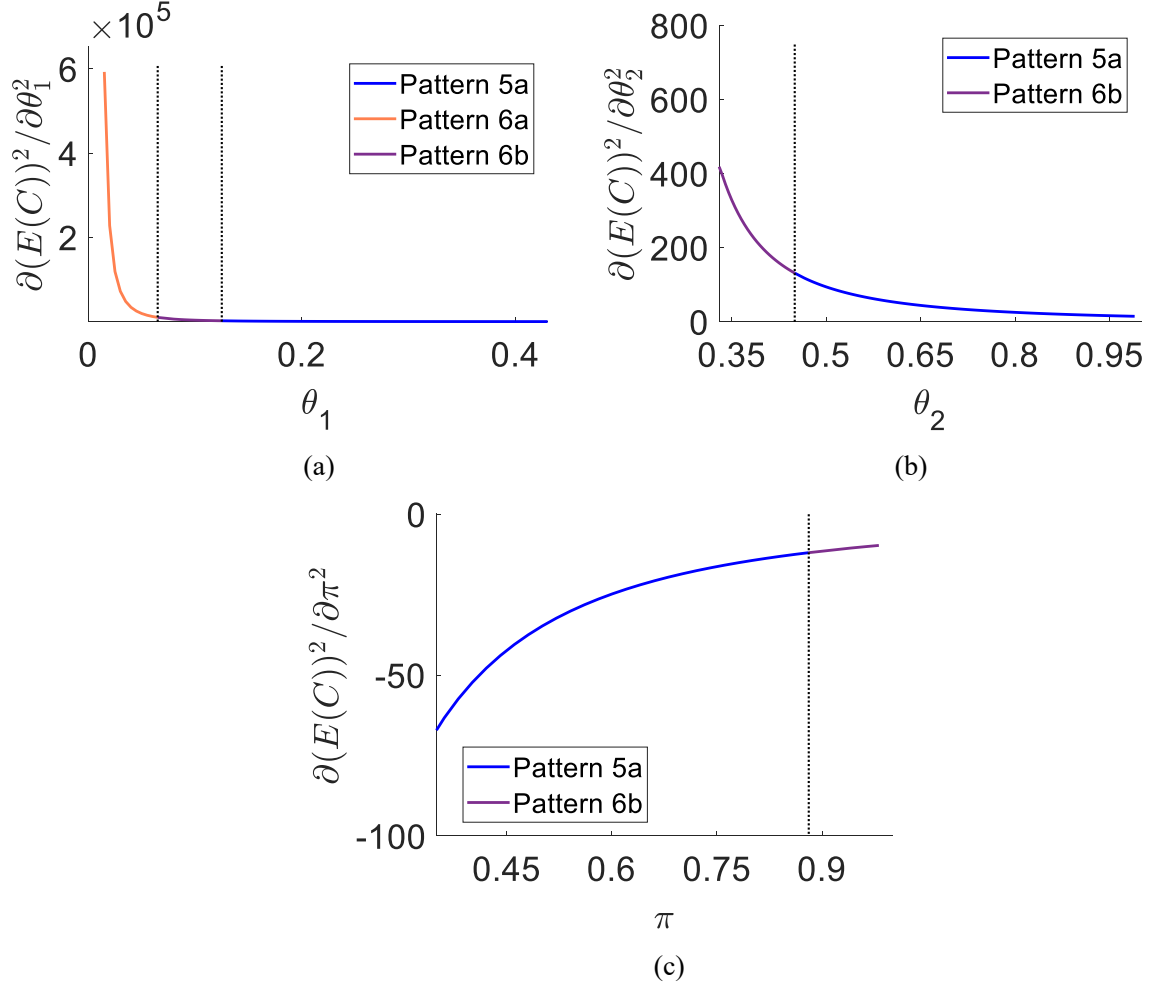 ×10^5
6
4
2
∂(E(C))^2/∂θ_1^2
Pattern 5a
Pattern 6a
Pattern 6b
0
0.2
0.4
θ_1
(a)
800
600
400
200
0
∂(E(C))^2/∂θ_2^2
Pattern 5a
Pattern 6b
0.35
0.5
0.65
0.8
0.95
θ_2
(b)
0
-50
-100
∂(E(C))^2/∂π^2
Pattern 5a
Pattern 6b
0.45
0.6
0.75
0.9
π
(c)